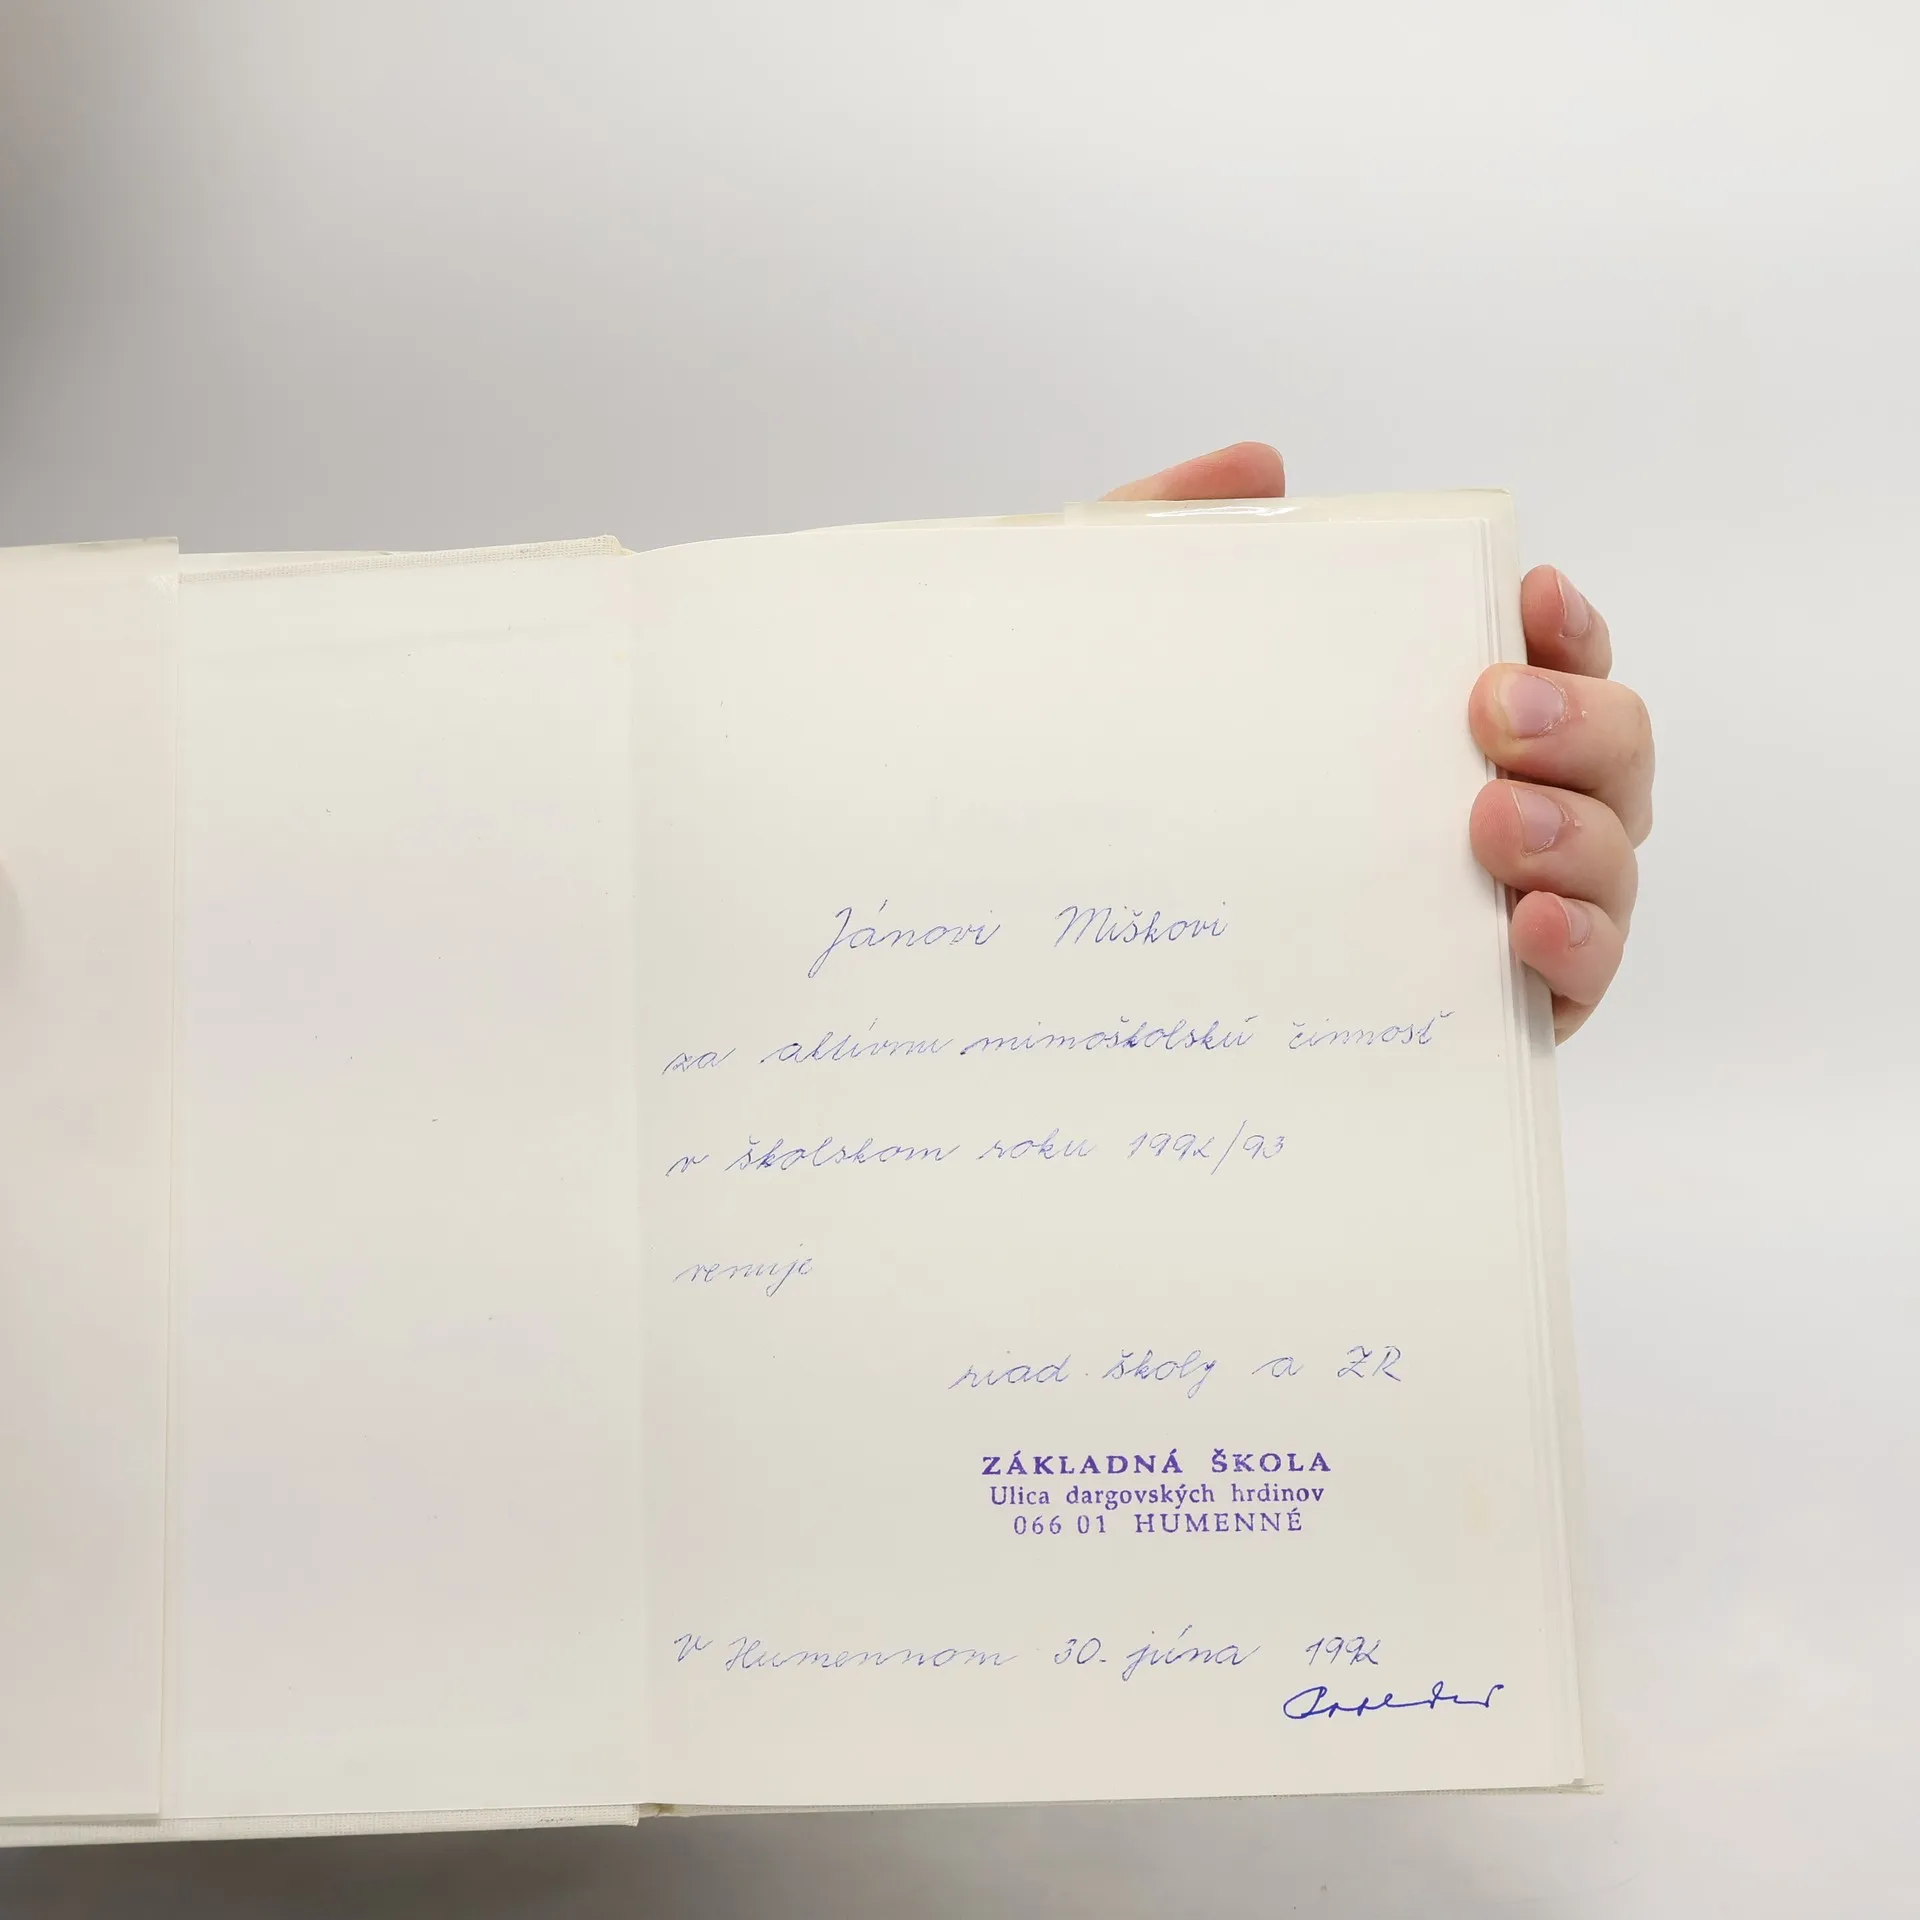 Jánovi Miškovi
za aktívnu mimoškolskú činnosť
v školskom roku 1992/93
venuje
riad. školy a ZR
ZÁKLADNÁ ŠKOLA
Ulica dargovských hrdinov
066 01 HUMENNÉ
V Humennom 30. júna 1992